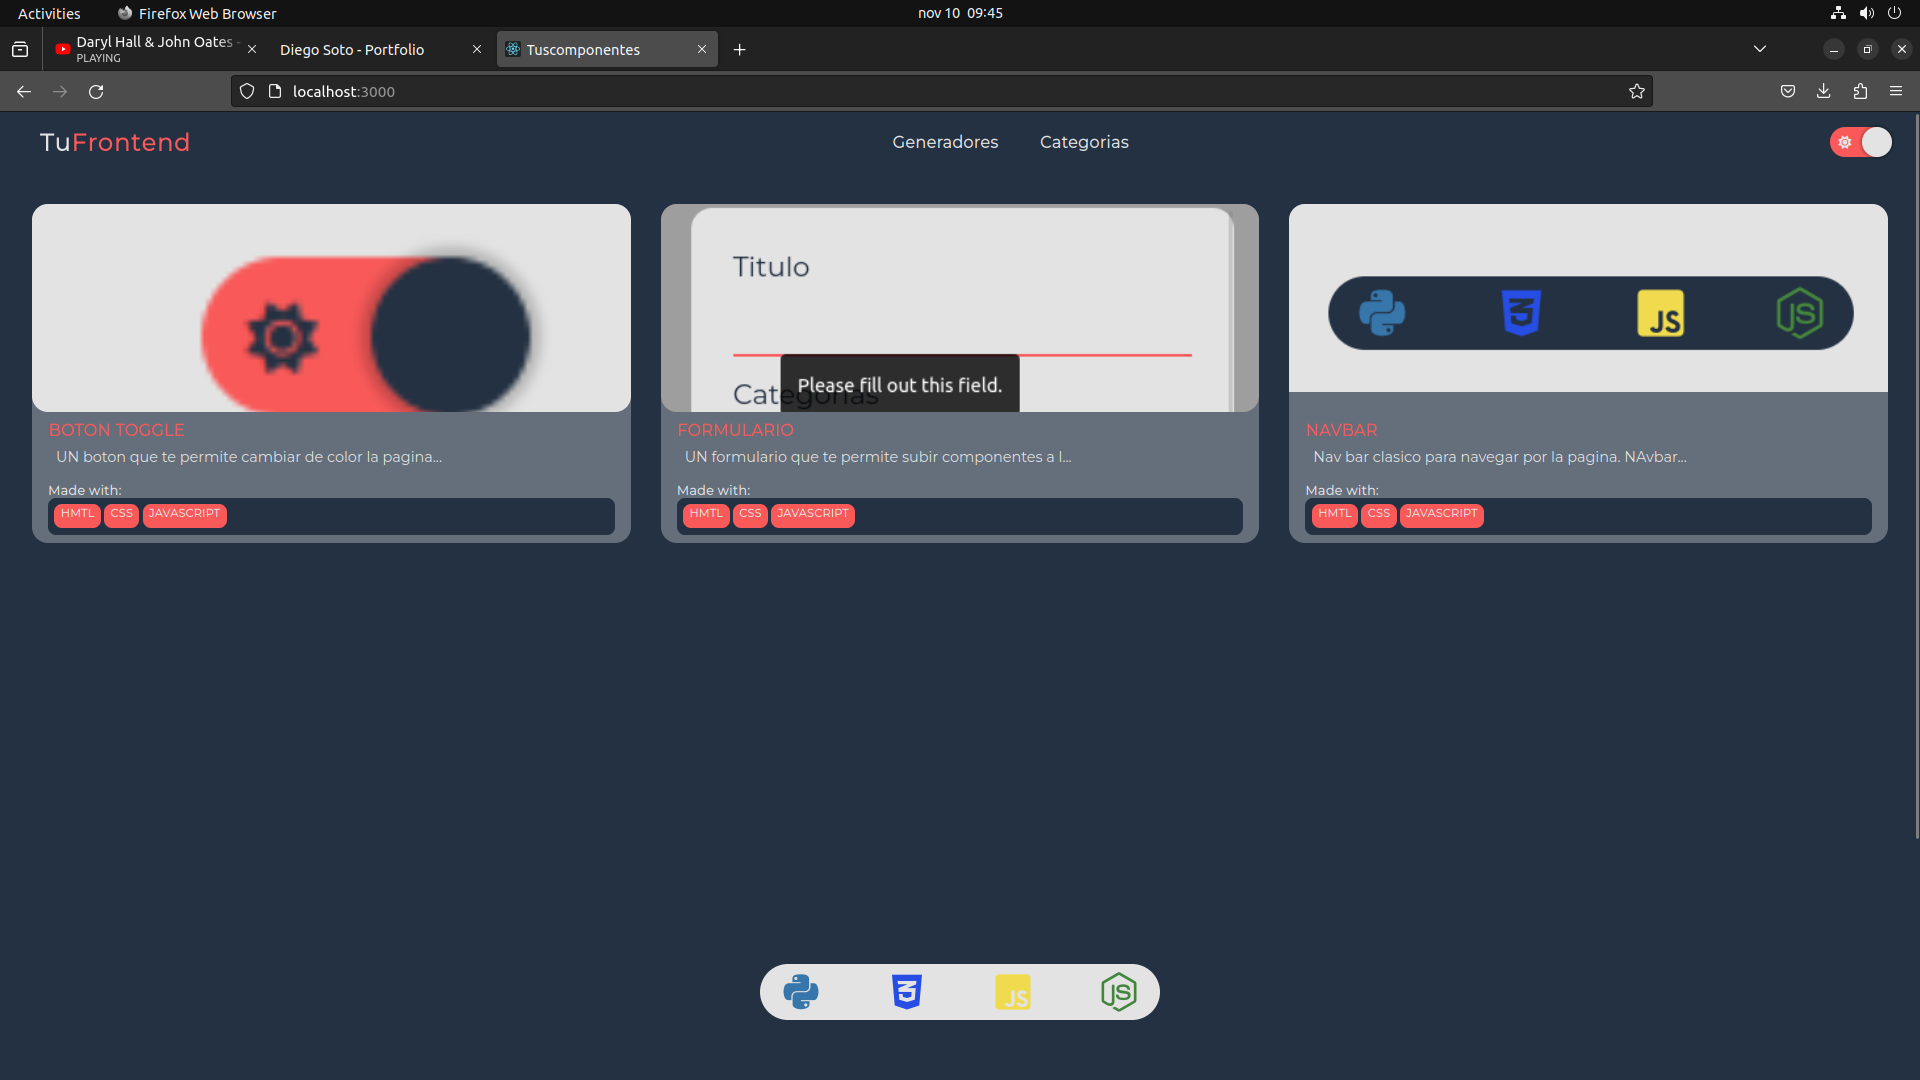 Activities
Firefox Web Browser
nov 10 09:45
Daryl Hall & John Oates -
PLAYING
Diego Soto - Portfolio
Tuscomponentes
localhost:3000
TuFrontend
Generadores
Categorias
Titulo
Categorias
Please fill out this field.
JS
JS
BOTON TOGGLE
UN boton que te permite cambiar de color la pagina...
Made with:
HMTL CSS JAVASCRIPT
FORMULARIO
UN formulario que te permite subir componentes a l...
Made with:
HMTL CSS JAVASCRIPT
NAVBAR
Nav bar clasico para navegar por la pagina. NAvbar...
Made with:
HMTL CSS JAVASCRIPT
3
JS
JS